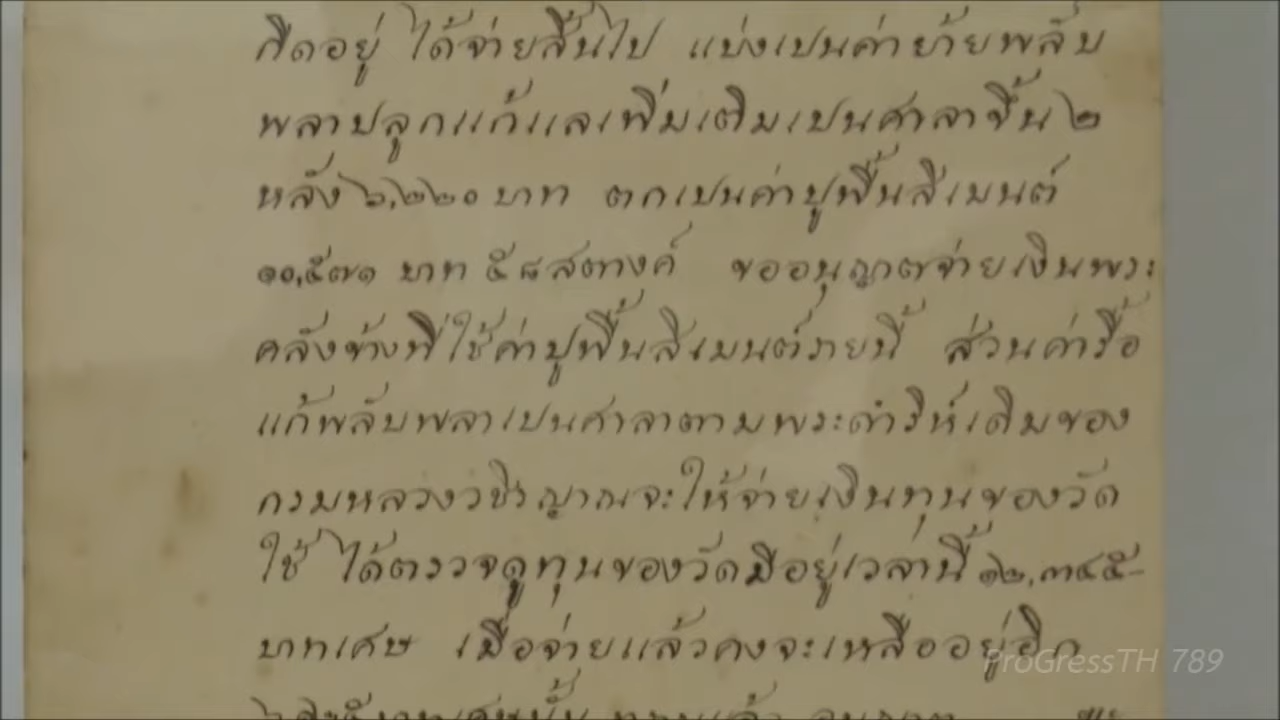 กืดอยู่ ได้จ่ายสิ้นไป แบ่งเปนค่าย้ายพลับ
พลาปลูกแก้แลเพิ่มเติมเปนศาลาขึ้น ๒
หลัง ๖,๒๒๐ บาท ตกเปนค่าปูพื้นสีเมนต์
๑๐,๕๗๑ บาท ๕๘ สตางค์ ขออนุญาตจ่ายเงินพระ
คลังข้างที่ใช้ค่าปูพื้นสีเมนต์รายนี้ ส่วนค่ารื้อ
แก้พลับพลาเปนศาลาตามพระดำริห์เดิมของ
กรมหลวงวชิรญาณจะให้จ่ายเงินทุนของวัด
ใช้ ได้ตรวจดูทุนของวัดมีอยู่เวลานี้ ๑๒,๓๔๕-
บาทเศษ เมื่อจ่ายแล้วคงจะเหลืออยู่อีก
ProGressTH 789